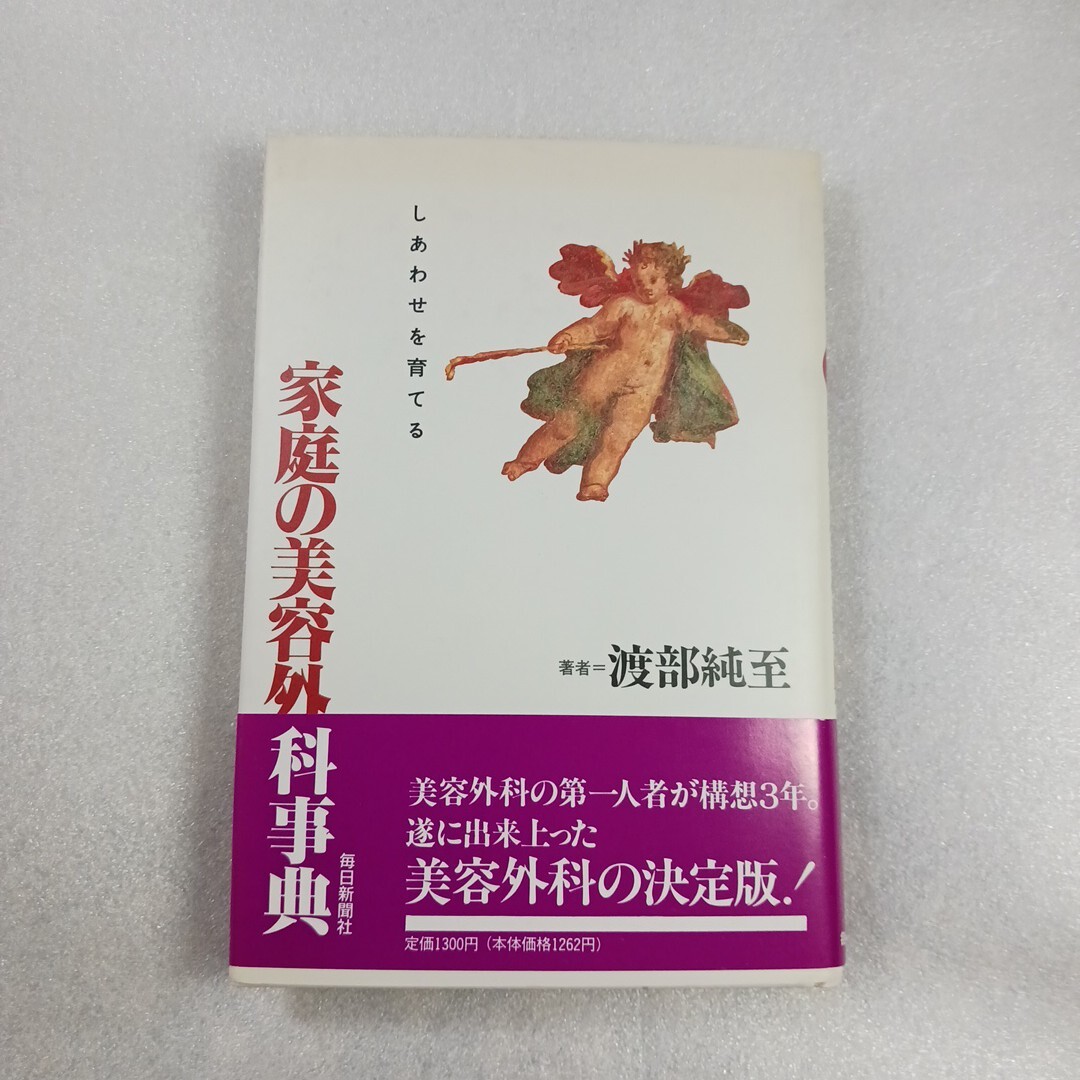 しあわせを育てる
家庭の美容外科事典
著者=渡部純至
毎日新聞社
美容外科の第一人者が構想3年。
遂に出来上った
美容外科の決定版!
定価1300円(本体価格1262円)